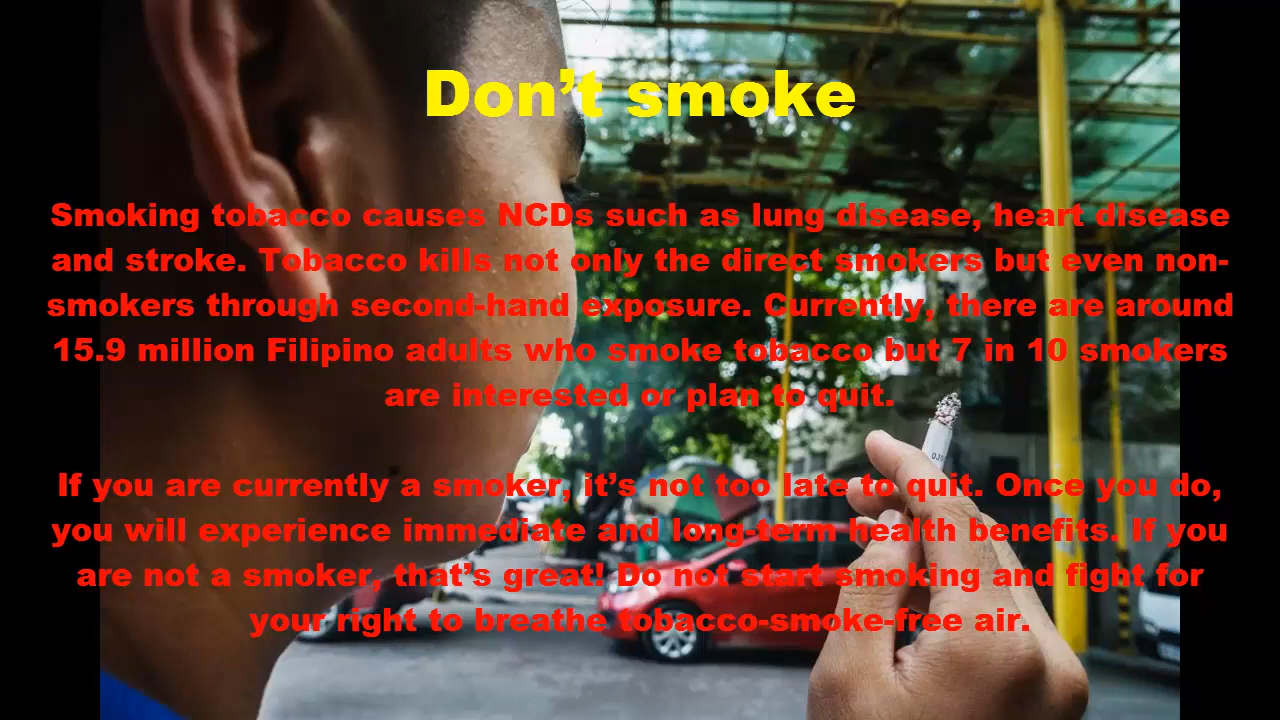 Don’t smoke
Smoking tobacco causes NCDs such as lung disease, heart disease
and stroke. Tobacco kills not only the direct smokers but even non-
smokers through second-hand exposure. Currently, there are around
15.9 million Filipino adults who smoke tobacco but 7 in 10 smokers
are interested or plan to quit.
If you are currently a smoker, it’s not too late to quit. Once you do,
you will experience immediate and long-term health benefits. If you
are not a smoker, that’s great! Do not start smoking and fight for
your right to breathe tobacco-smoke-free air.